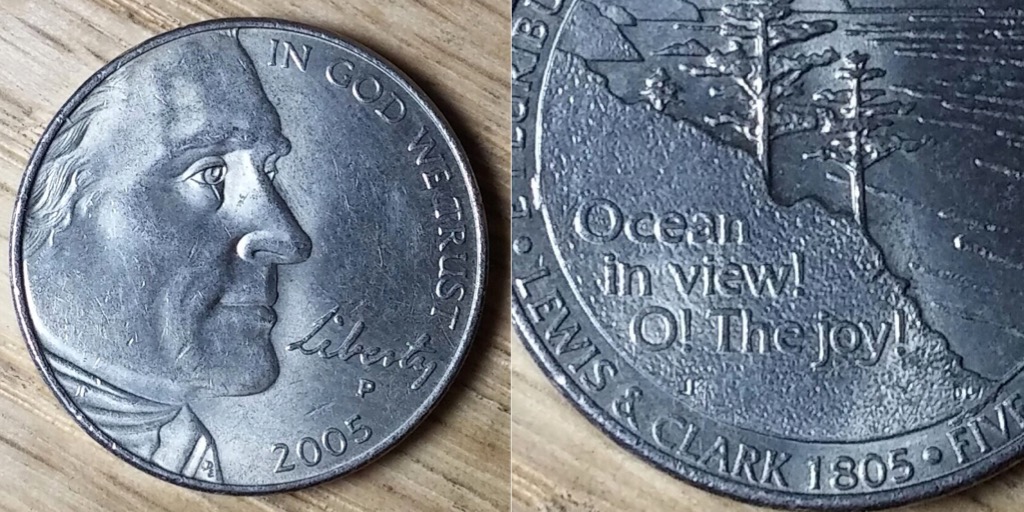 IN GOD WE TRUST
Liberty
P
2005
Ocean
in view!
O! The joy!
LEWIS & CLARK 1805 • FIVE